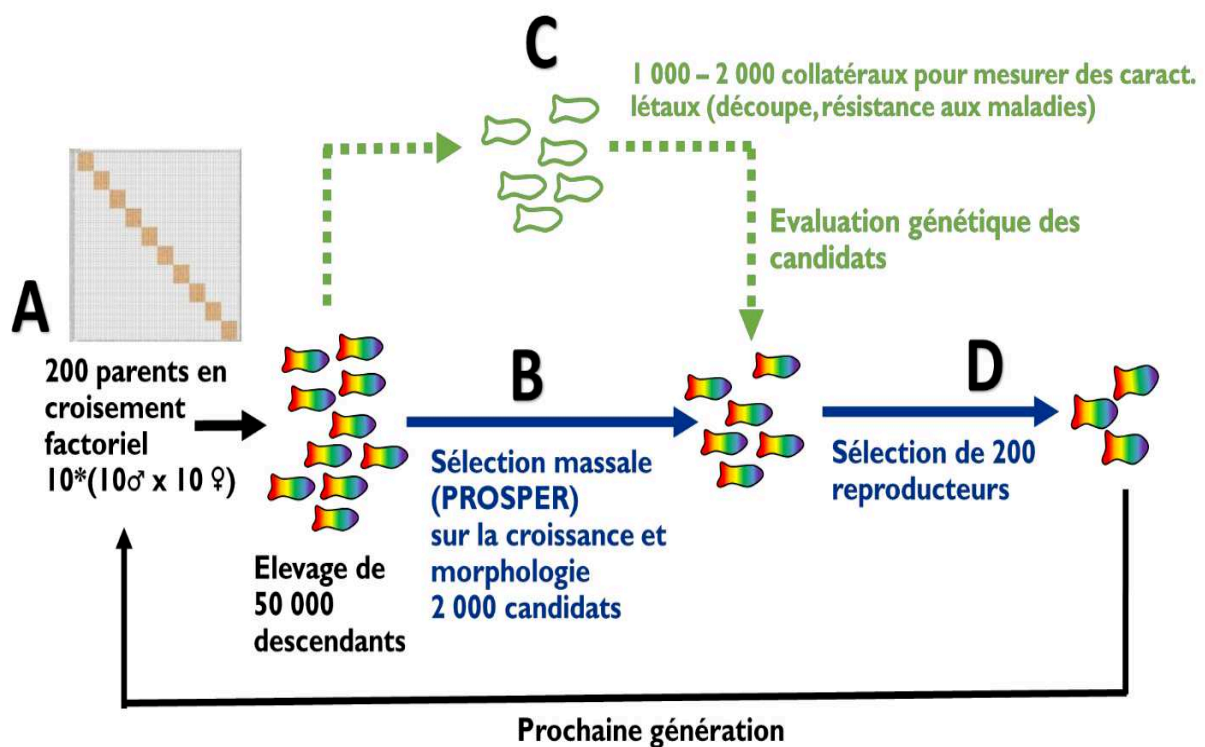 C
1 000 – 2 000 collatéraux pour mesurer des caract.
létaux (découpe, résistance aux maladies)
Evaluation génétique des
candidats
A
200 parents en
croisement
factoriel
10*(10♂ x 10 ♀)
Elevage de
50 000
descendants
B
Sélection massale
(PROSPER)
sur la croissance et
morphologie
2 000 candidats
D
Sélection de 200
reproducteurs
Prochaine génération